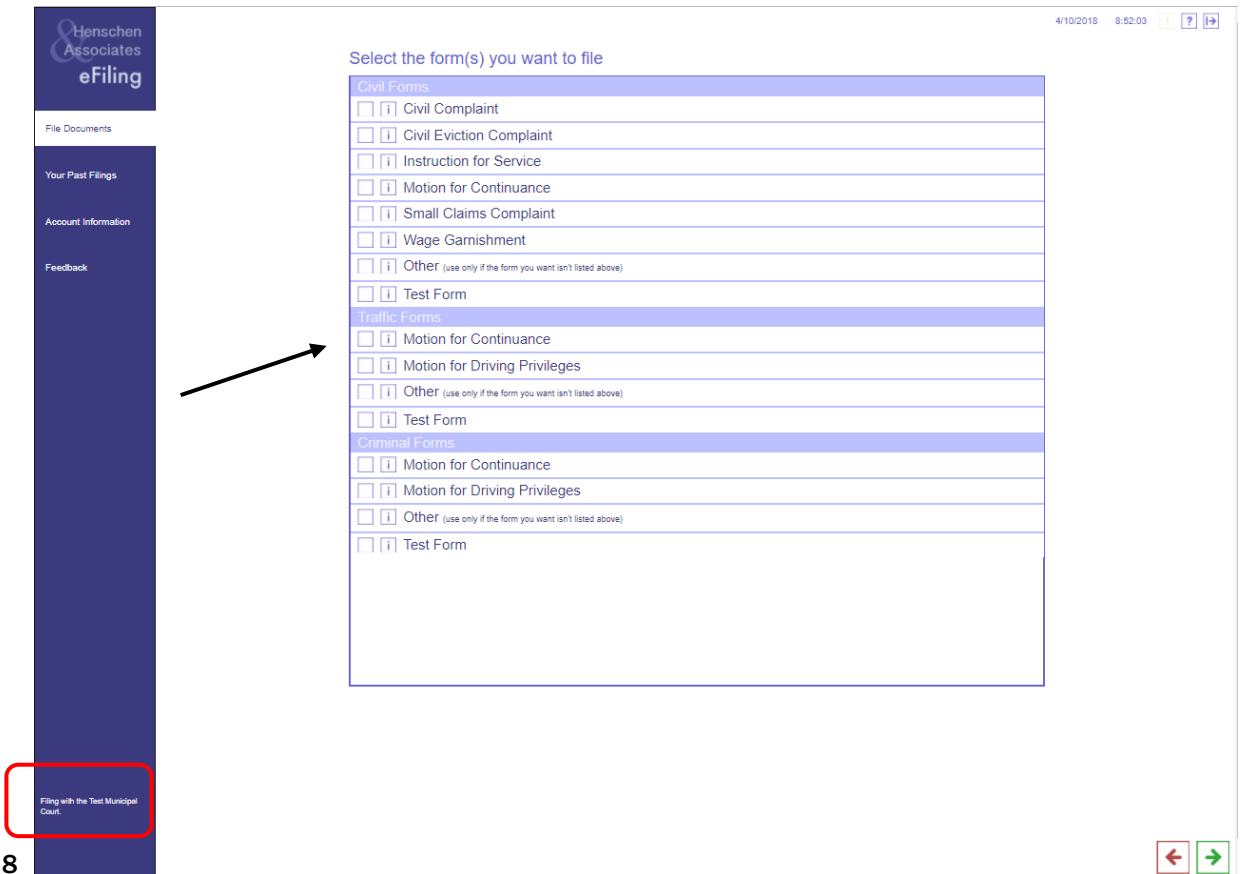 Henschen
& Associates
eFiling
4/10/2018 8:52:03 ! ?
File Documents
Your Past Filings
Account Information
Feedback
Select the form(s) you want to file
Civil Forms
i Civil Complaint
i Civil Eviction Complaint
i Instruction for Service
i Motion for Continuance
i Small Claims Complaint
i Wage Garnishment
i Other (use only if the form you want isn't listed above)
i Test Form
Traffic Forms
i Motion for Continuance
i Motion for Driving Privileges
i Other (use only if the form you want isn't listed above)
i Test Form
Criminal Forms
i Motion for Continuance
i Motion for Driving Privileges
i Other (use only if the form you want isn't listed above)
i Test Form
Filing with the Test Municipal
Court.
8